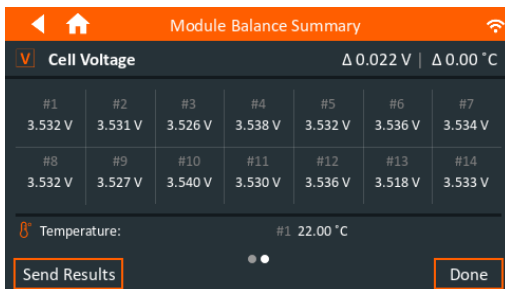 Module Balance Summary
V Cell Voltage Δ 0.022 V | Δ 0.00 °C
#1 #2 #3 #4 #5 #6 #7
3.532 V 3.531 V 3.526 V 3.538 V 3.532 V 3.536 V 3.534 V
#8 #9 #10 #11 #12 #13 #14
3.532 V 3.527 V 3.540 V 3.530 V 3.536 V 3.518 V 3.533 V
Temperature: #1 22.00 °C
Send Results Done